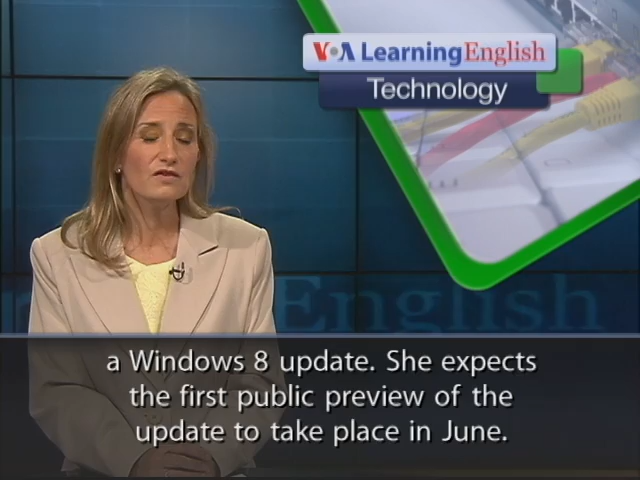 VOA Learning English
Technology
English
a Windows 8 update. She expects
the first public preview of the
update to take place in June.